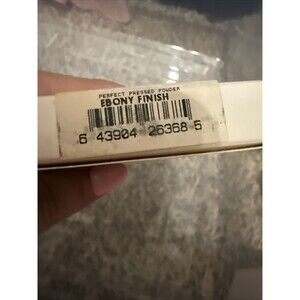 PERFECT PRESSED POWDER
EBONY FINISH
6 43904 26368 5